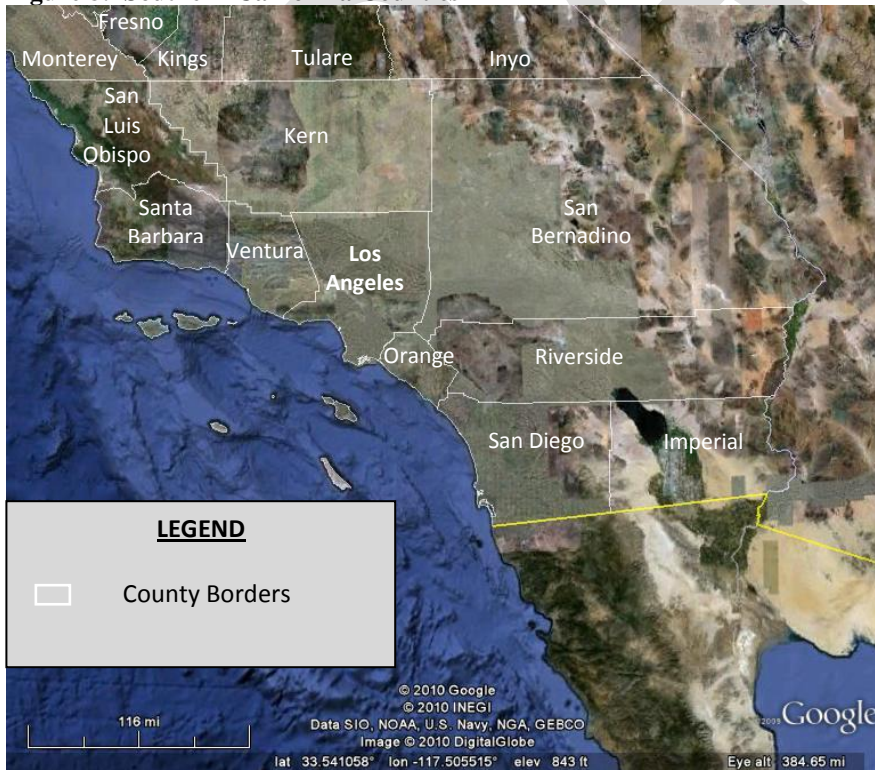 Fresno
Monterey
Kings
Tulare
Inyo
San
Luis
Obispo
Kern
Santa
Barbara
Ventura
Los
Angeles
San
Bernadino
Orange
Riverside
San Diego
Imperial
LEGEND
County Borders
116 mi
© 2010 Google
© 2010 INEGI
Data SIO, NOAA, U.S. Navy, NGA, GEBCO
Image © 2010 DigitalGlobe
©2009 Google
lat 33.541058° lon -117.505515° elev 843 ft
Eye alt 384.65 mi